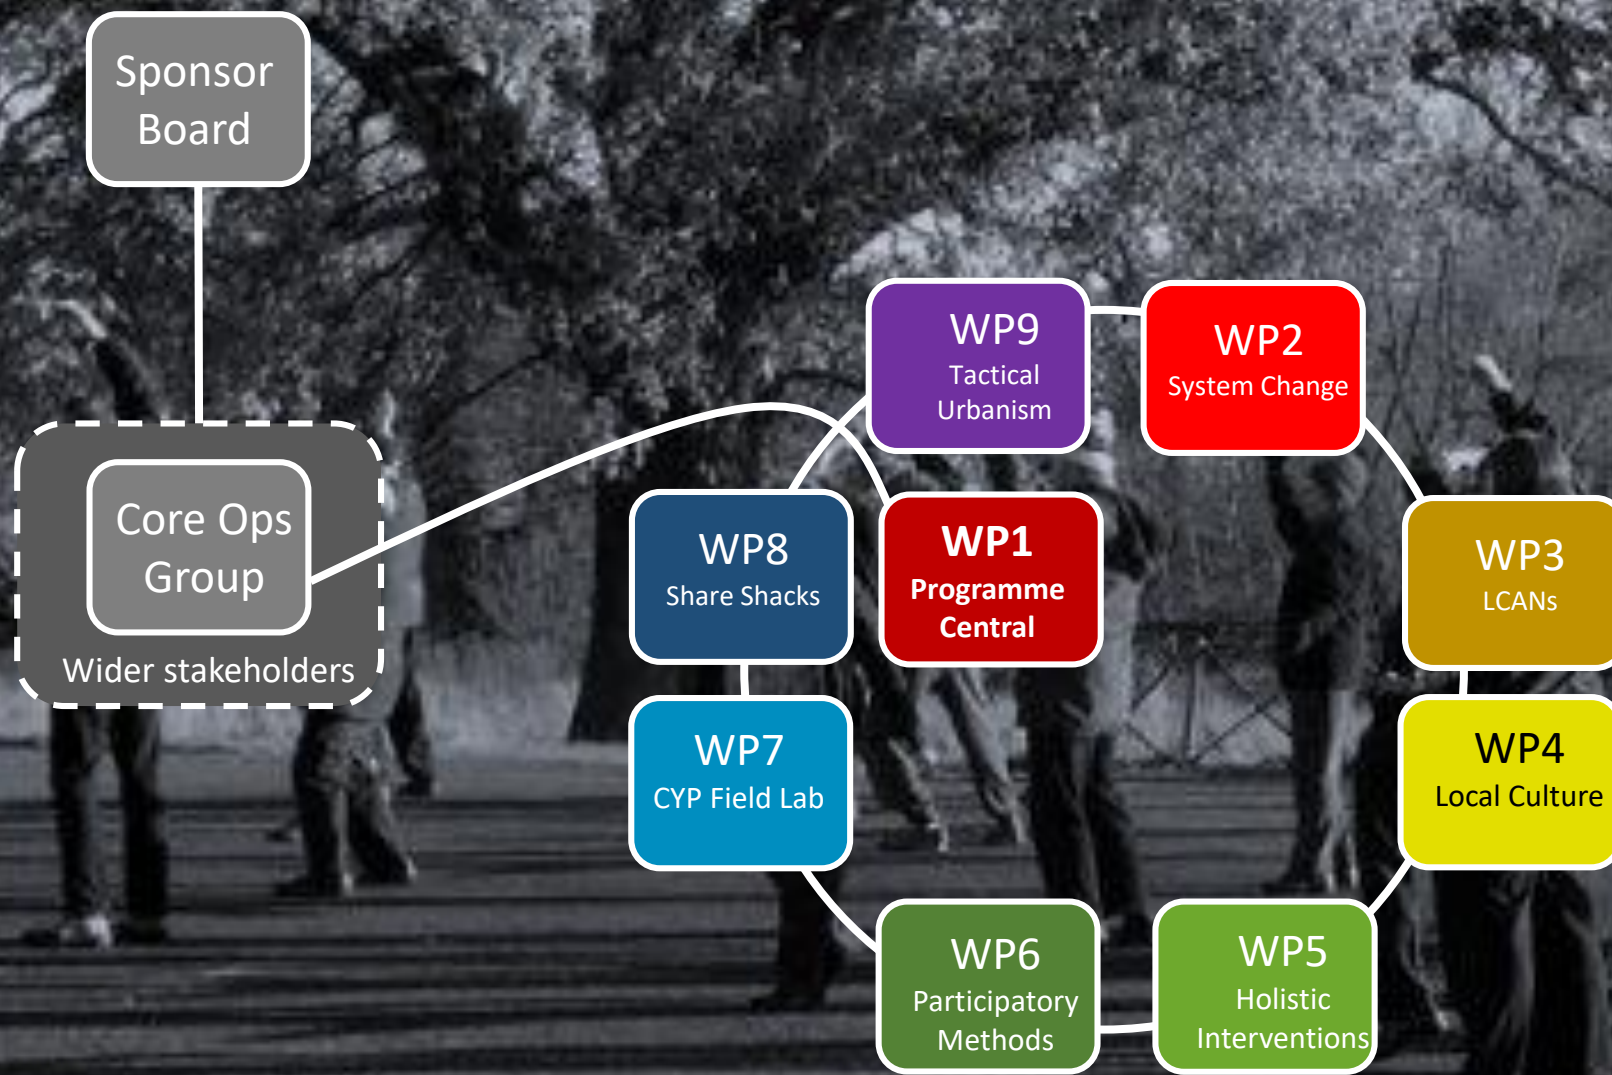 Sponsor
Board
Core Ops
Group
Wider stakeholders
WP9
Tactical
Urbanism
WP2
System Change
WP8
Share Shacks
WP1
Programme
Central
WP3
LCANs
WP7
CYP Field Lab
WP4
Local Culture
WP6
Participatory
Methods
WP5
Holistic
Interventions